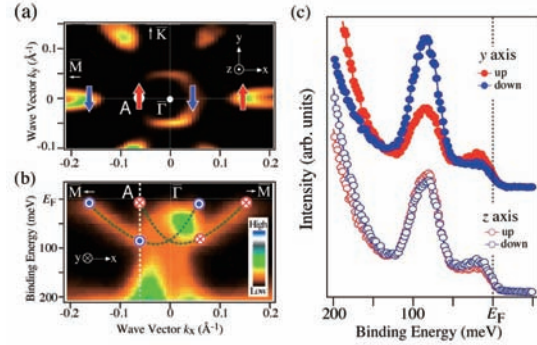 (a)
Wave Vector ky (Å-1)
0.1
0
-0.1
K
y
z
x
M
A
Γ
-0.2 -0.1 0 0.1 0.2
(b)
Binding Energy (meV)
EF
100
200
M
A
Γ
M
y
x
High
Low
-0.2 -0.1 0 0.1 0.2
Wave Vector kx (Å-1)
(c)
Intensity (arb. units)
y axis
up
down
z axis
up
down
200 100 EF
Binding Energy (meV)